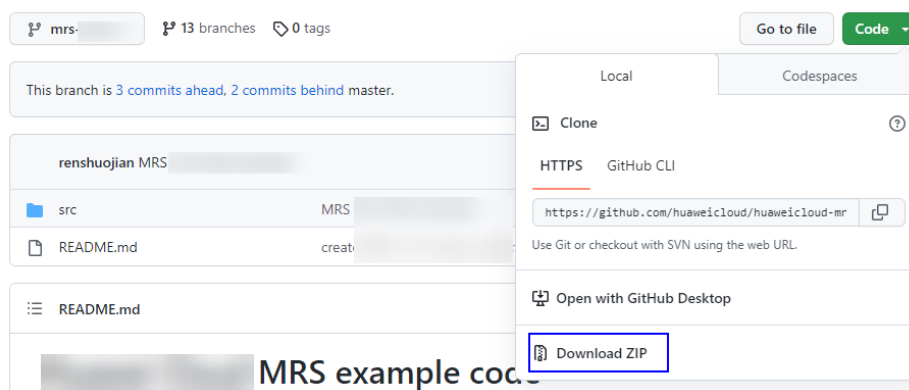 mrs-
13 branches
0 tags
Go to file
Code
This branch is 3 commits ahead, 2 commits behind master.
Local
Codespaces
Clone
HTTPS
GitHub CLI
https://github.com/huaweicloud/huaweicloud-mr
Use Git or checkout with SVN using the web URL.
Open with GitHub Desktop
Download ZIP
renshuojian MRS
src
MRS
README.md
creat
README.md
MRS example code